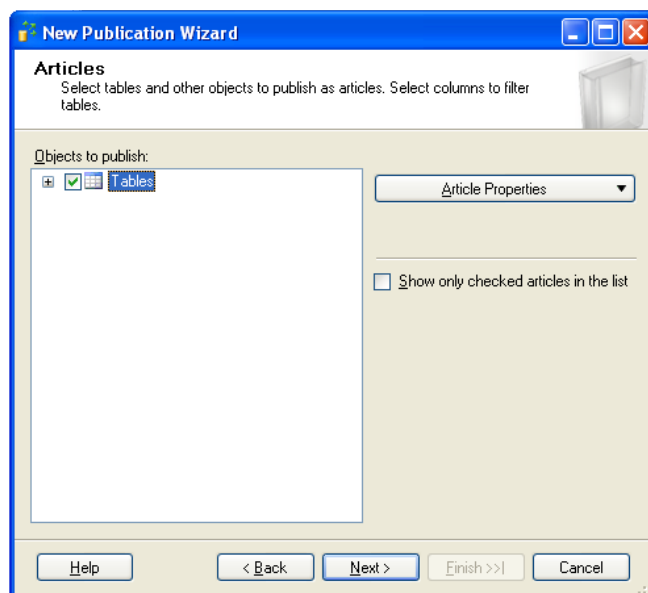 New Publication Wizard
Articles
Select tables and other objects to publish as articles. Select columns to filter
tables.
Objects to publish:
Tables
Article Properties
Show only checked articles in the list
Help
< Back
Next >
Finish >>|
Cancel